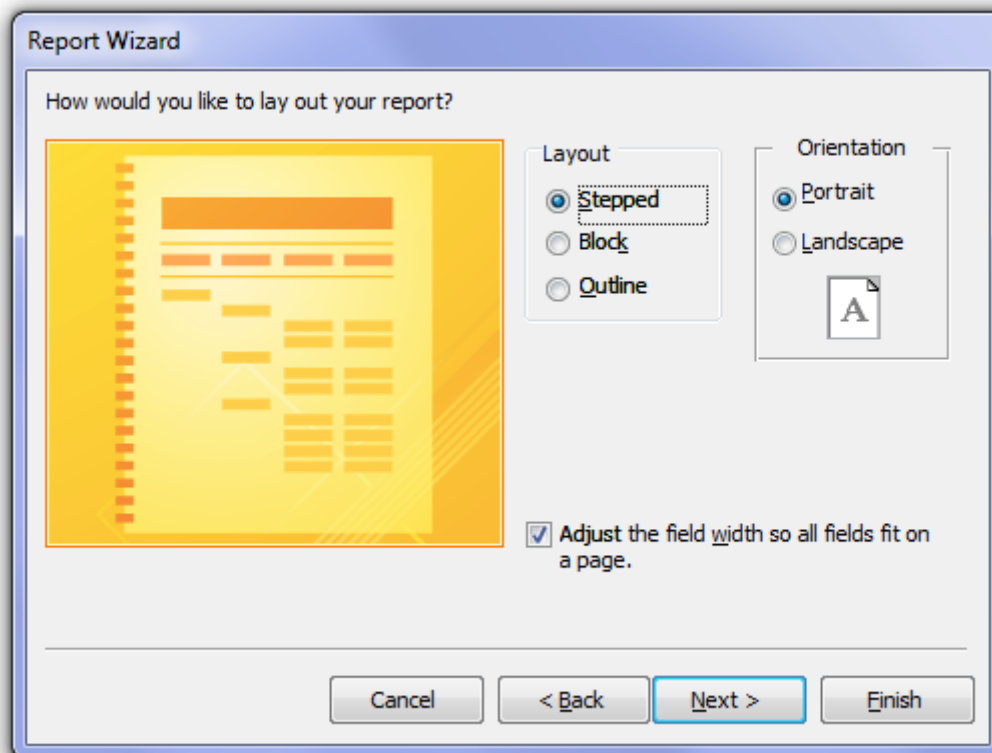 Report Wizard
How would you like to lay out your report?
Layout
Stepped
Block
Outline
Orientation
Portrait
Landscape
A
Adjust the field width so all fields fit on
a page.
Cancel
< Back
Next >
Finish